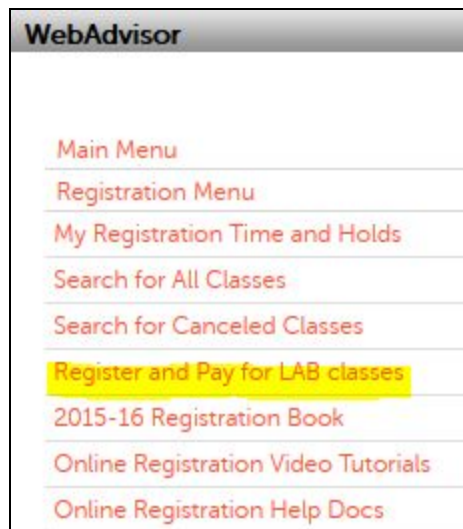 WebAdvisor
Main Menu
Registration Menu
My Registration Time and Holds
Search for All Classes
Search for Canceled Classes
Register and Pay for LAB classes
2015-16 Registration Book
Online Registration Video Tutorials
Online Registration Help Docs